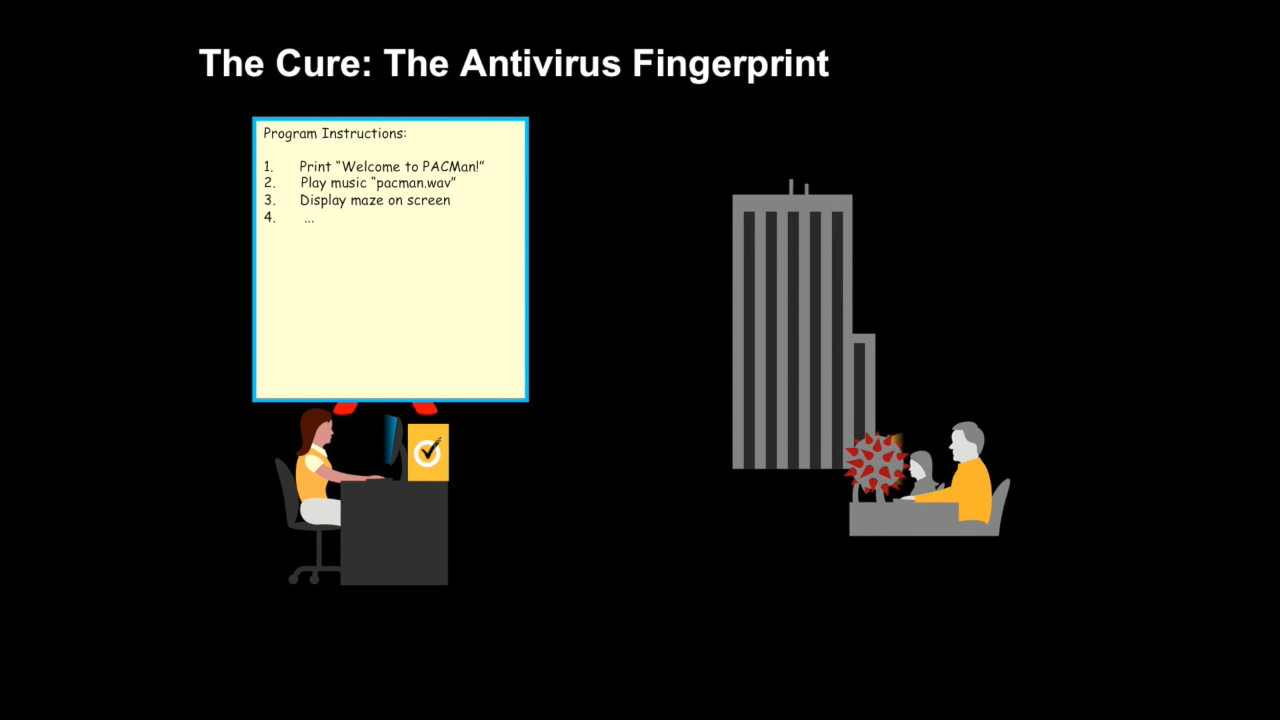 The Cure: The Antivirus Fingerprint
Program Instructions:
1. Print “Welcome to PACMan!”
2. Play music “pacman.wav”
3. Display maze on screen
4. ...